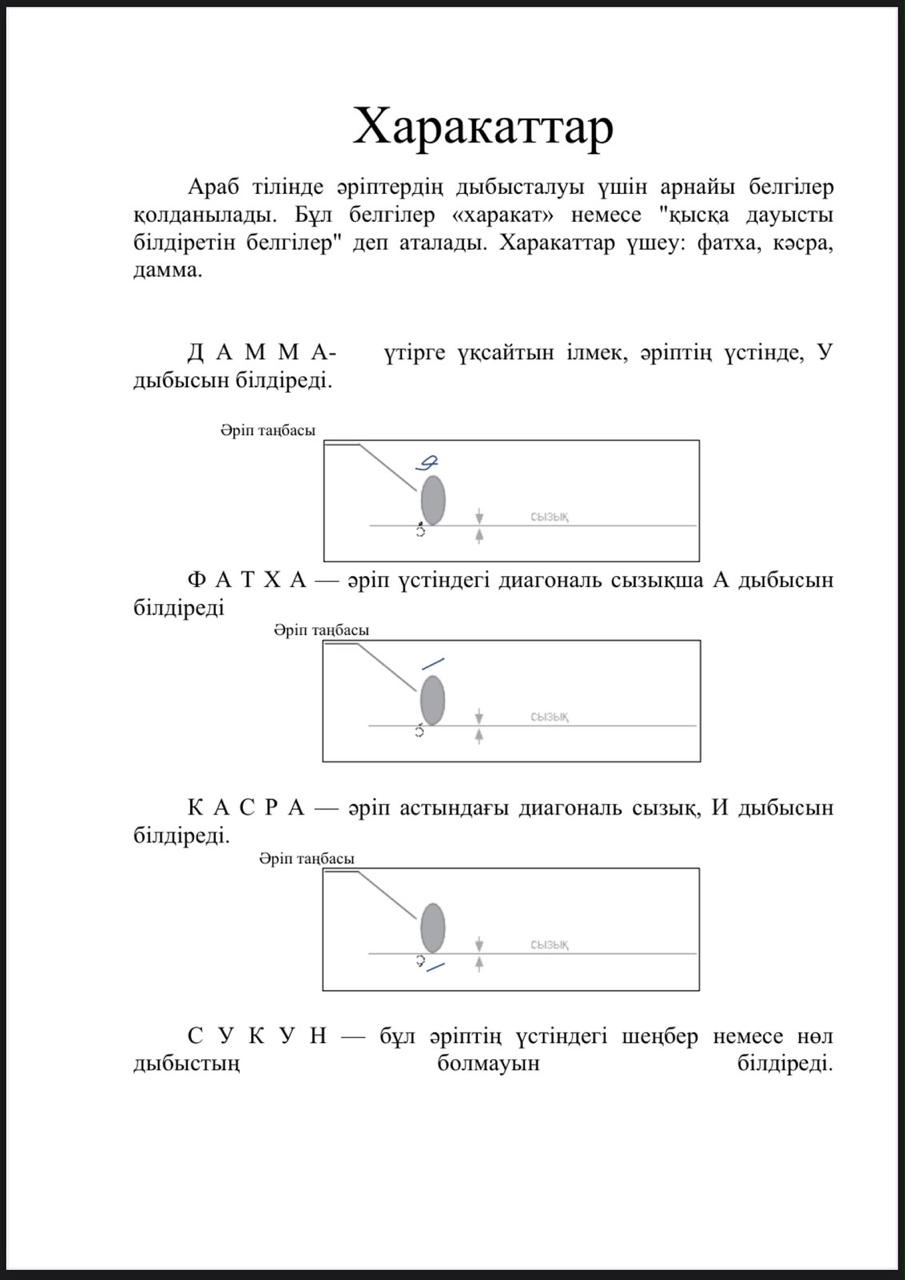 Харакаттар
Араб тілінде әріптердің дыбысталуы үшін арнайы белгілер
қолданылады. Бұл белгілер «харакат» немесе "қысқа дауысты
білдіретін белгілер" деп аталады. Харакаттар үшеу: фатха, кәсра,
дамма.
Д А М М А- үтірге ұқсайтын ілмек, әріптің үстінде, У
дыбысын білдіреді.
Әріп таңбасы
сызық
Ф А Т Х А — әріп үстіндегі диагональ сызықша А дыбысын
білдіреді
Әріп таңбасы
сызық
К А С Р А — әріп астындағы диагональ сызық, И дыбысын
білдіреді.
Әріп таңбасы
сызық
С У К У Н — бұл әріптің үстіндегі шеңбер немесе нөл
дыбыстың болмауын білдіреді.